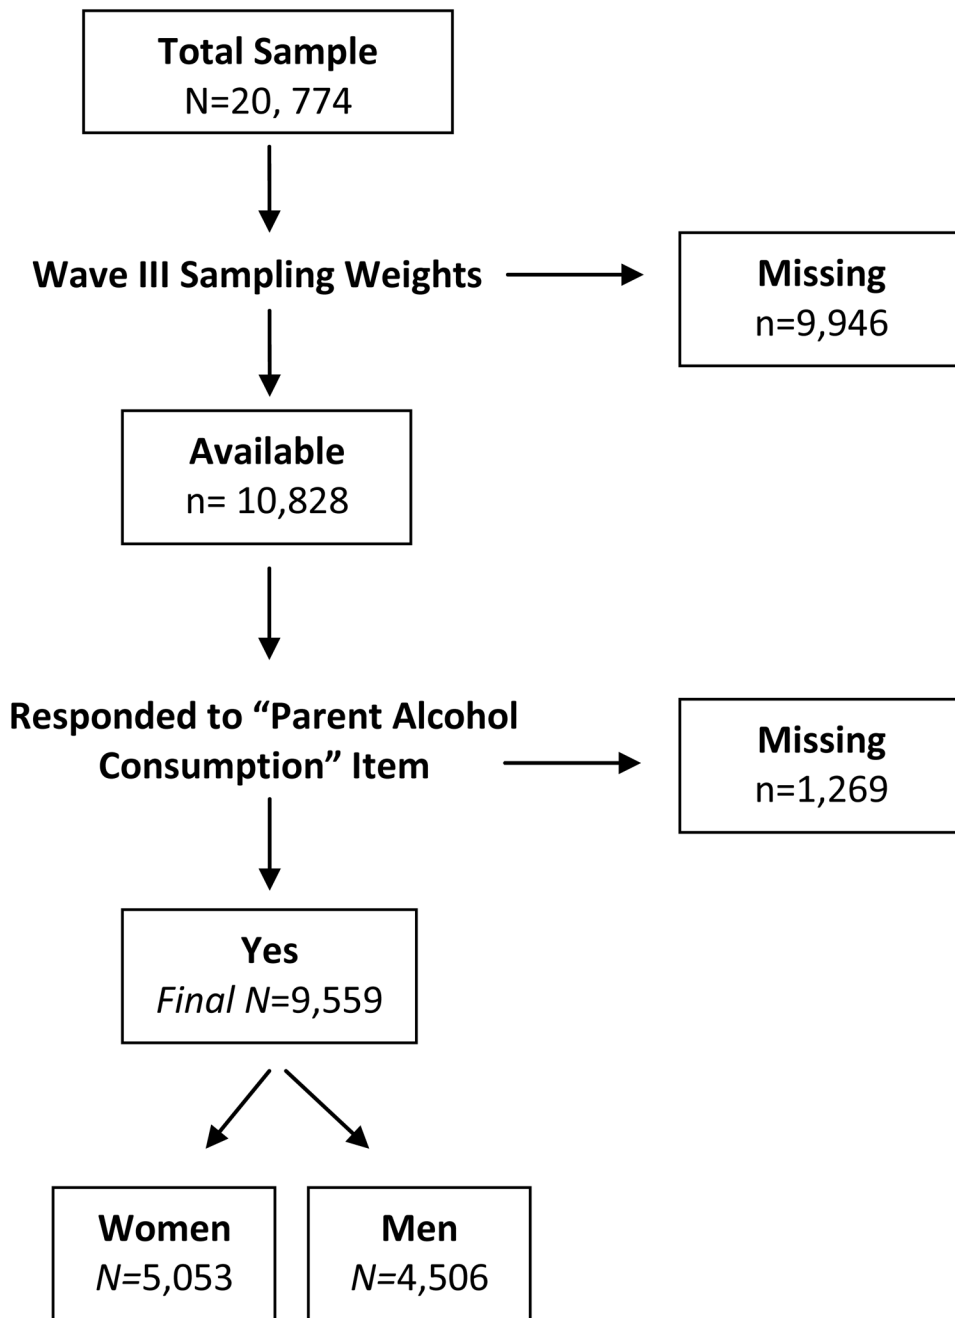 Total Sample
N=20, 774
Wave III Sampling Weights
Missing
n=9,946
Available
n= 10,828
Responded to “Parent Alcohol
Consumption” Item
Missing
n=1,269
Yes
Final N=9,559
Women
N=5,053
Men
N=4,506